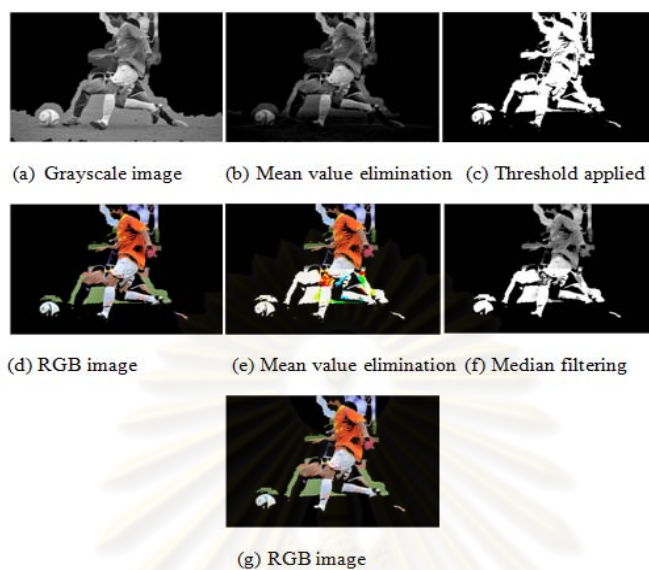 (a) Grayscale image (b) Mean value elimination (c) Threshold applied
(d) RGB image (e) Mean value elimination (f) Median filtering
(g) RGB image